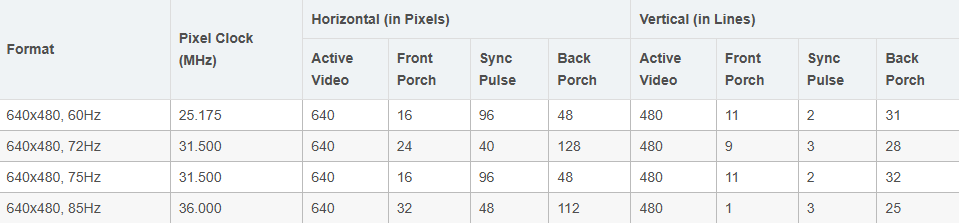 Format Pixel Clock (MHz) Horizontal (in Pixels) Vertical (in Lines)
Active Video Front Porch Sync Pulse Back Porch Active Video Front Porch Sync Pulse Back Porch
640x480, 60Hz 25.175 640 16 96 48 480 11 2 31
640x480, 72Hz 31.500 640 24 40 128 480 9 3 28
640x480, 75Hz 31.500 640 16 96 48 480 11 2 32
640x480, 85Hz 36.000 640 32 48 112 480 1 3 25